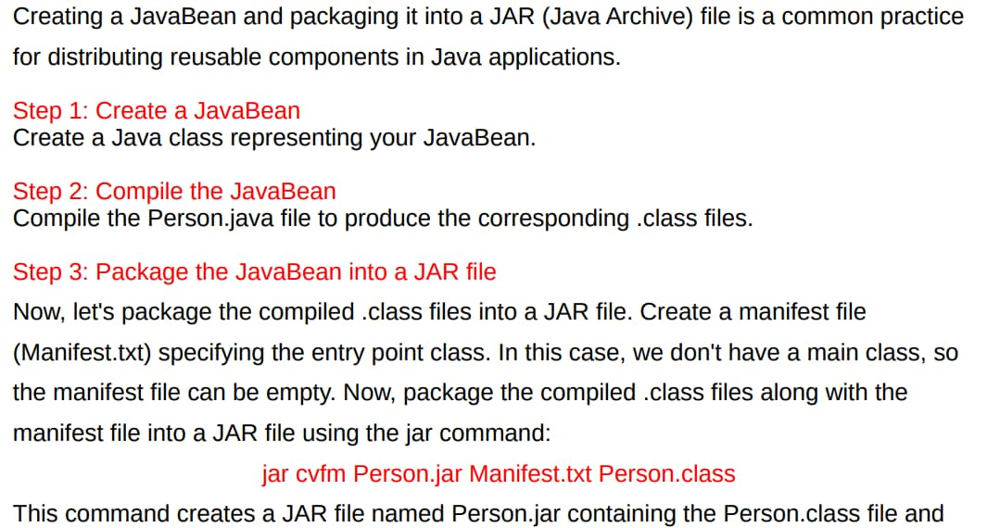 Creating a JavaBean and packaging it into a JAR (Java Archive) file is a common practice
for distributing reusable components in Java applications.
Step 1: Create a JavaBean
Create a Java class representing your JavaBean.
Step 2: Compile the JavaBean
Compile the Person.java file to produce the corresponding .class files.
Step 3: Package the JavaBean into a JAR file
Now, let's package the compiled .class files into a JAR file. Create a manifest file
(Manifest.txt) specifying the entry point class. In this case, we don't have a main class, so
the manifest file can be empty. Now, package the compiled .class files along with the
manifest file into a JAR file using the jar command:
jar cvfm Person.jar Manifest.txt Person.class
This command creates a JAR file named Person.jar containing the Person.class file and